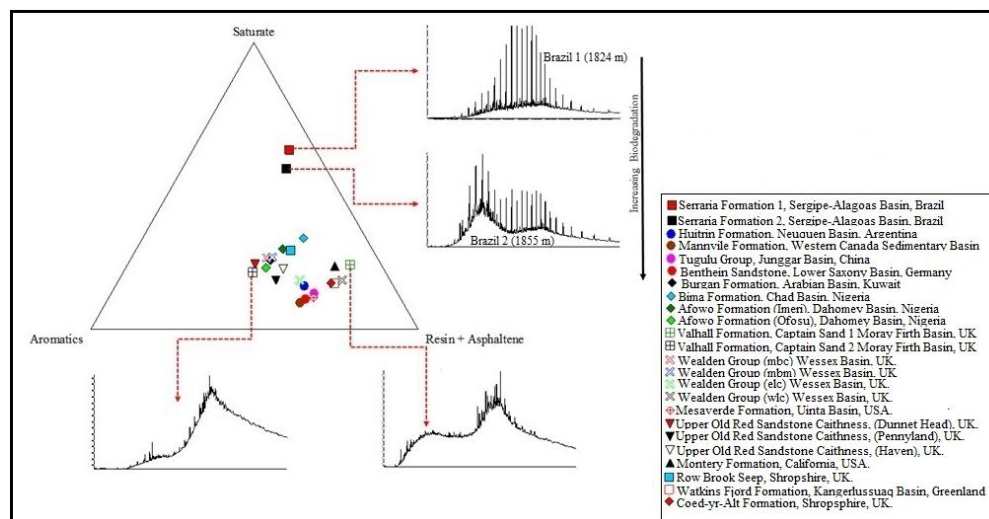 Saturate
Brazil 1 (1824 m)
Brazil 2 (1855 m)
Increasing Biodegradation
Aromatics
Resin + Asphaltene
Serraria Formation 1, Sergipe-Alagoas Basin, Brazil
Serraria Formation 2, Sergipe-Alagoas Basin, Brazil
Huitrin Formation, Neuquen Basin, Argentina
Mannvile Formation, Western Canada Sedimentary Basin
Tugulu Group, Junggar Basin, China
Benthein Sandstone, Lower Saxony Basin, Germany
Burgan Formation, Arabian Basin, Kuwait
Bima Formation, Chad Basin, Nigeria
Afowo Formation (Imeri), Dahomey Basin, Nigeria
Afowo Formation (Ofosu), Dahomey Basin, Nigeria
Valhall Formation, Captain Sand 1 Moray Firth Basin, UK
Valhall Formation, Captain Sand 2 Moray Firth Basin, UK
Wealden Group (mbc) Wessex Basin, UK.
Wealden Group (mbm) Wessex Basin, UK
Wealden Group (elc) Wessex Basin, UK.
Wealden Group (wlc) Wessex Basin, UK.
Mesaverde Formation, Uinta Basin, USA.
Upper Old Red Sandstone Caithness, (Dunnet Head), UK.
Upper Old Red Sandstone Caithness, (Pennyland), UK.
Upper Old Red Sandstone Caithness, (Haven), UK.
Montery Formation, California, USA.
Row Brook Seep, Shropshire, UK.
Watkins Fjord Formation, Kangerlussuaq Basin, Greenland
Coed-yr-Alt Formation, Shropsphire, UK.